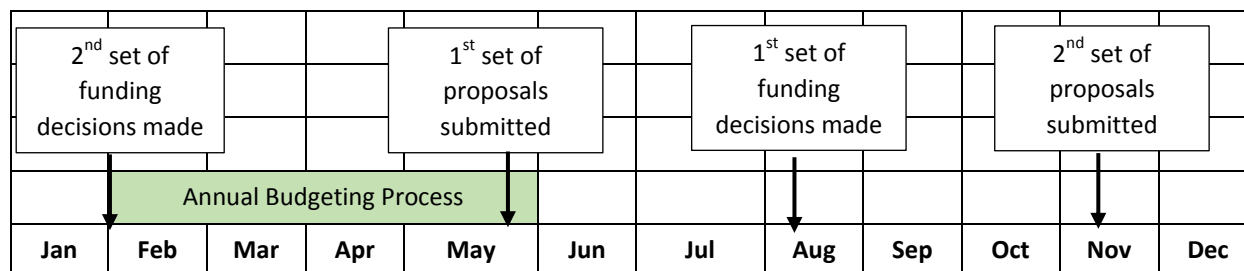 2nd set of
funding
decisions made
1st set of
proposals
submitted
1st set of
funding
decisions made
2nd set of
proposals
submitted
Annual Budgeting Process
Jan Feb Mar Apr May Jun Jul Aug Sep Oct Nov Dec